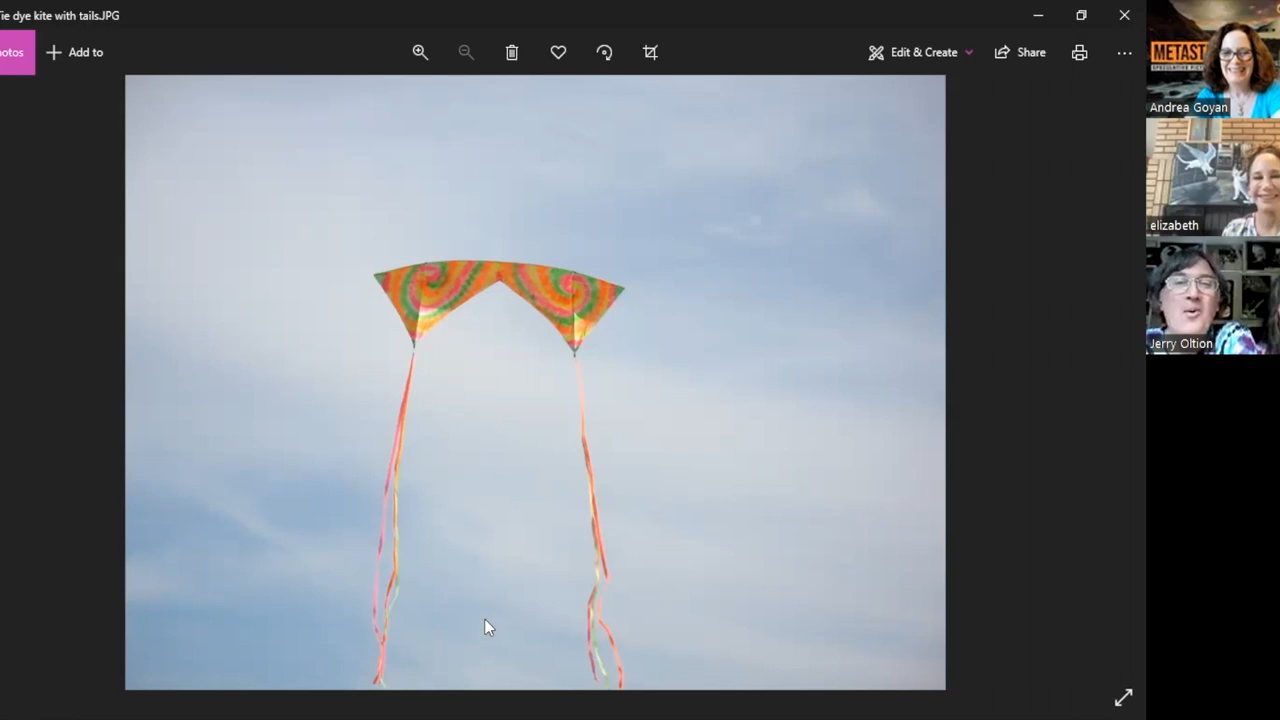 ie dye kite with tails.JPG
otos
Add to
Edit & Create
Share
METAST
Andrea Goyan
elizabeth
Jerry Oltion